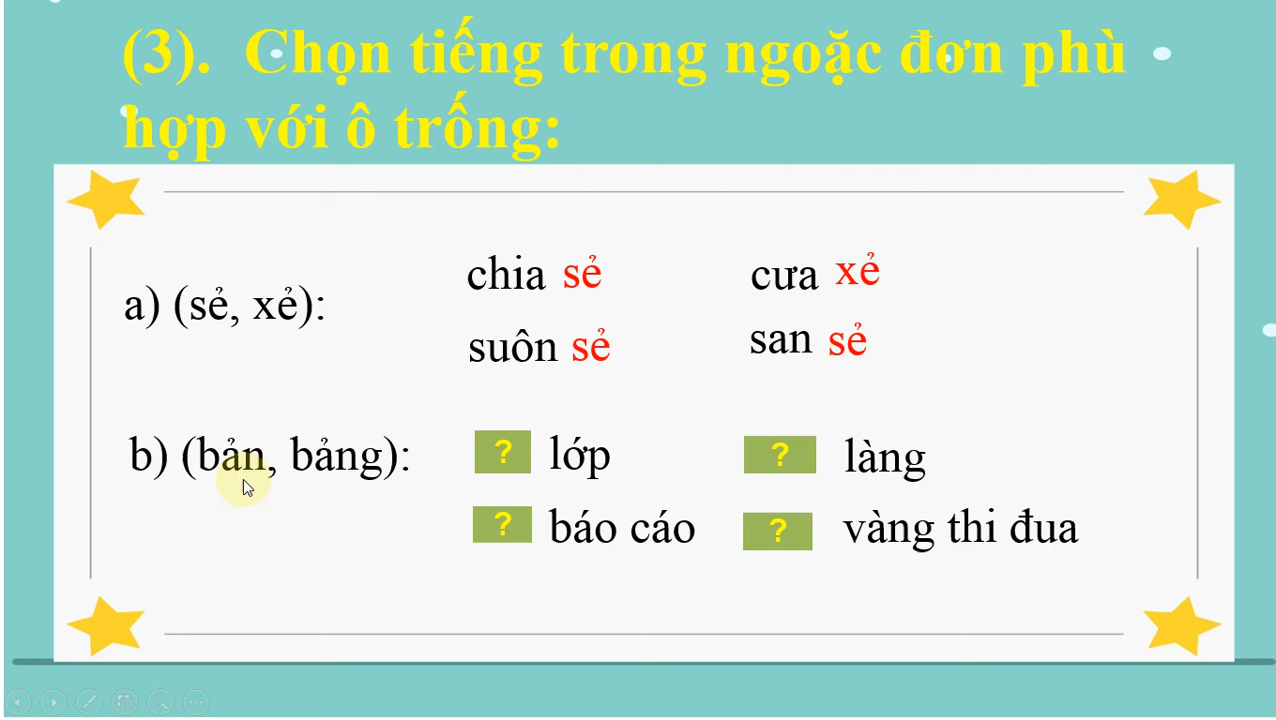 (3). Chọn tiếng trong ngoặc đơn phù
hợp với ô trống:
a) (sẻ, xẻ):
chia sẻ
cưa xẻ
suôn sẻ
san sẻ
b) (bản, bảng):
? lớp
? làng
? báo cáo
? vàng thi đua